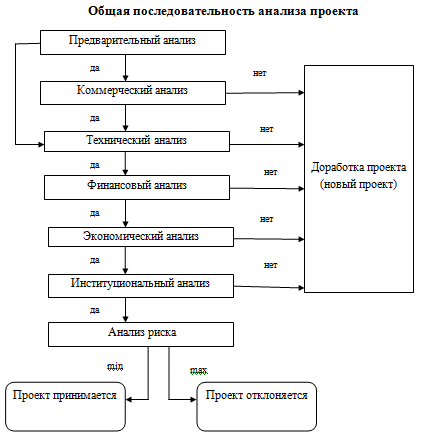 Общая последовательность анализа проекта
Предварительный анализ
да
нет
Коммерческий анализ
да
нет
Технический анализ
да
Доработка проекта
(новый проект)
нет
Финансовый анализ
да
нет
Экономический анализ
да
нет
Институциональный анализ
да
Анализ риска
min
max
Проект принимается
Проект отклоняется